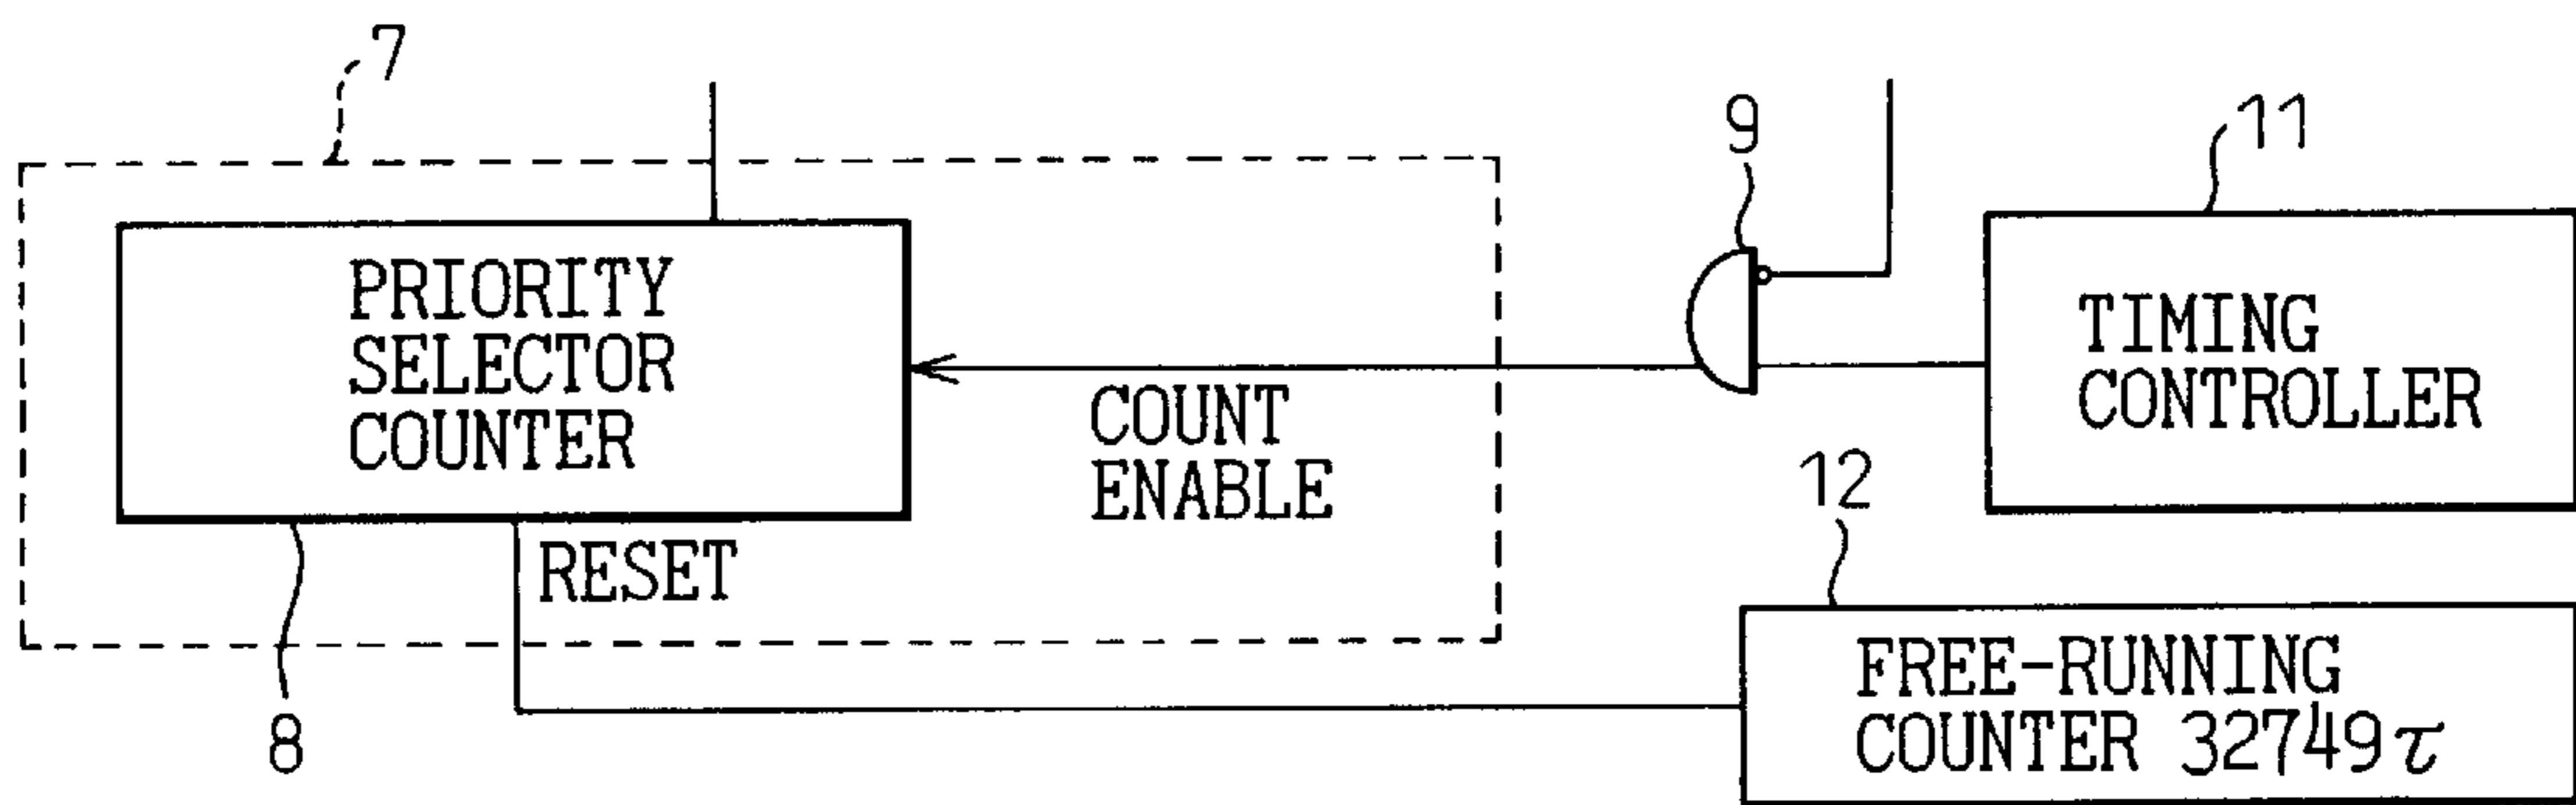 7
9
11
PRIORITY
SELECTOR
COUNTER
TIMING
CONTROLLER
COUNT
ENABLE
12
RESET
FREE-RUNNING
COUNTER 32749τ
8